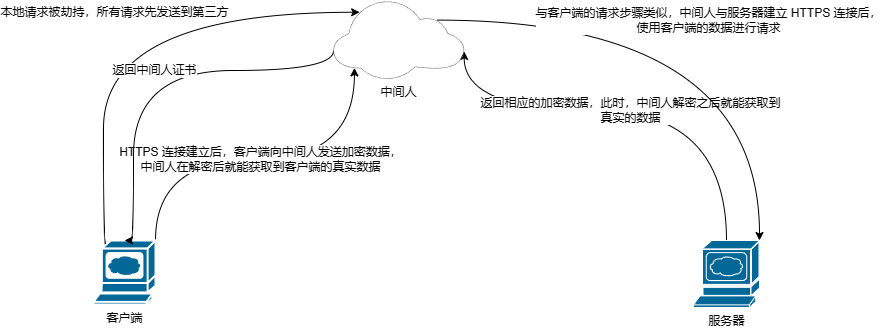 本地请求被劫持，所有请求先发送到第三方
与客户端的请求步骤类似，中间人与服务器建立 HTTPS 连接后，
使用客户端的数据进行请求
返回中间人证书
中间人
返回相应的加密数据，此时，中间人解密之后就能获取到
真实的数据
HTTPS 连接建立后，客户端向中间人发送加密数据，
中间人在解密后就能获取到客户端的真实数据
客户端
服务器